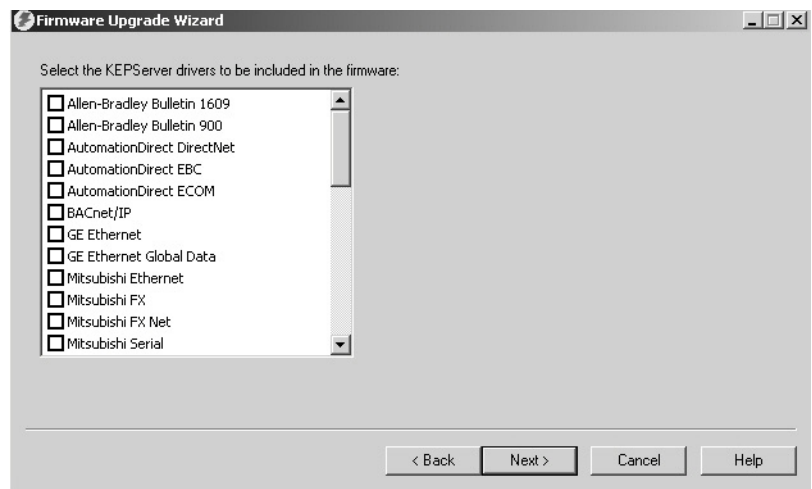 Firmware Upgrade Wizard
Select the KEPServer drivers to be included in the firmware:
Allen-Bradley Bulletin 1609
Allen-Bradley Bulletin 900
AutomationDirect DirectNet
AutomationDirect EBC
AutomationDirect ECOM
BACnet/IP
GE Ethernet
GE Ethernet Global Data
Mitsubishi Ethernet
Mitsubishi FX
Mitsubishi FX Net
Mitsubishi Serial
< Back Next > Cancel Help